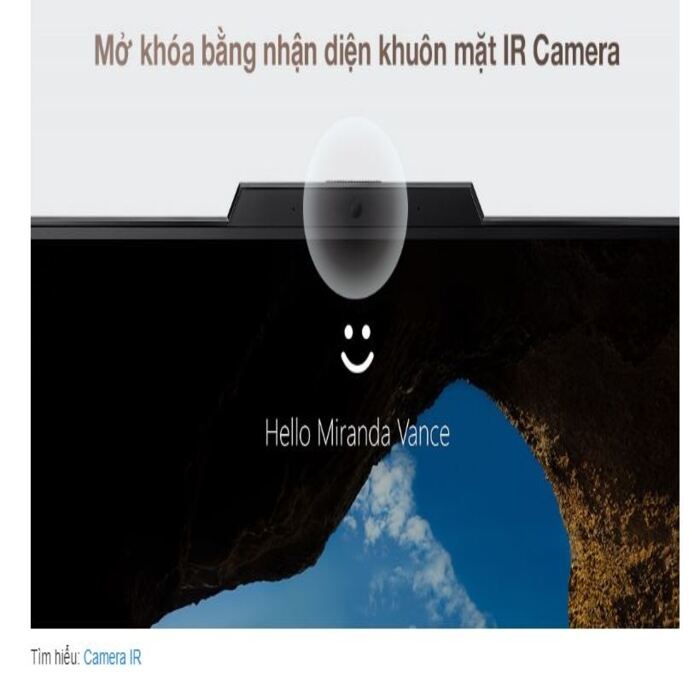 Mở khóa bằng nhận diện khuôn mặt IR Camera
Hello Miranda Vance
Tìm hiểu: Camera IR